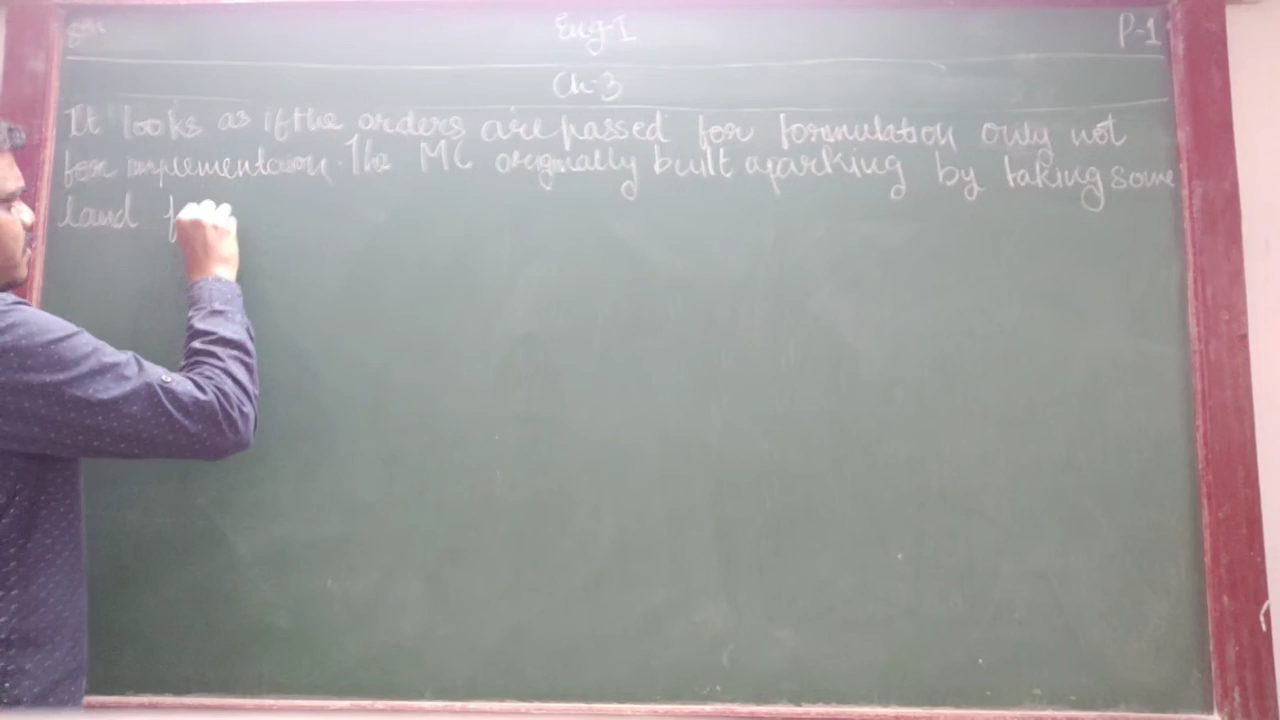 Eng-I
P-1
Ch-3
It looks as if the orders are passed for formulation only not
for implementation. The MC originally built a parking by taking some
land f